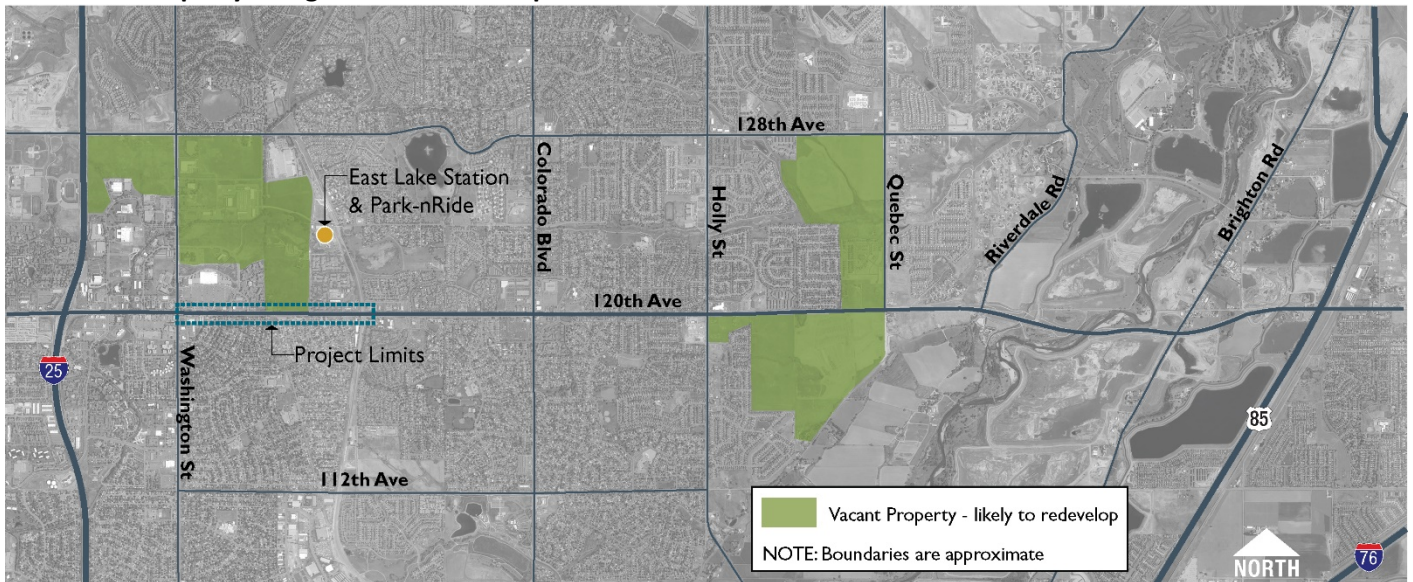 128th Ave
East Lake Station
& Park-nRide
Colorado Blvd
Holly St
Quebec St
Riverdale Rd
Brighton Rd
120th Ave
Project Limits
25
Washington St
85
112th Ave
Vacant Property - likely to redevelop
NOTE: Boundaries are approximate
NORTH
76